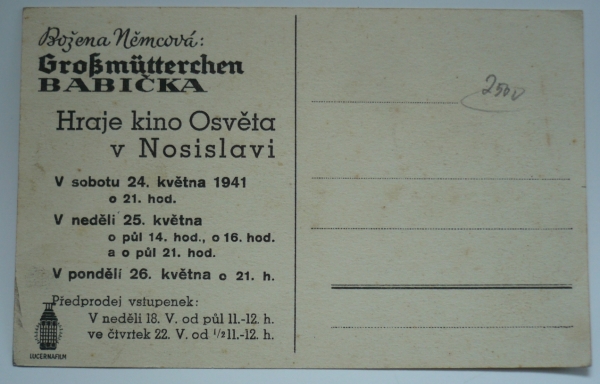 Božena Němcová:
Großmütterchen
BABIČKA
Hraje kino Osvěta
v Nosislavi
V sobotu 24. května 1941
o 21. hod.
V neděli 25. května
o půl 14. hod., o 16. hod.
a o půl 21. hod.
V pondělí 26. května o 21. h.
Předprodej vstupenek:
V neděli 18. V. od půl 11.-12. h.
ve čtvrtek 22. V. od 1/2 11.-12. h.
LUCERNAFILM